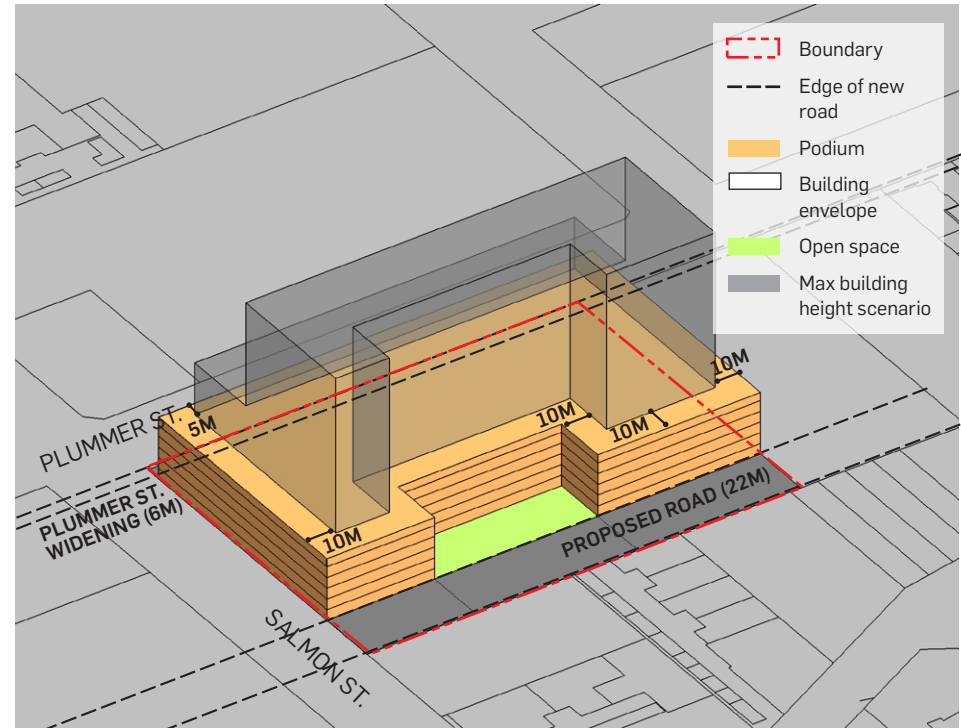 Boundary
Edge of new
road
Podium
Building
envelope
Open space
Max building
height scenario
10M
PLUMMER ST.
5M
10M
10M
PLUMMER ST.
WIDENING (6M)
10M
PROPOSED ROAD (22M)
SALMON ST.